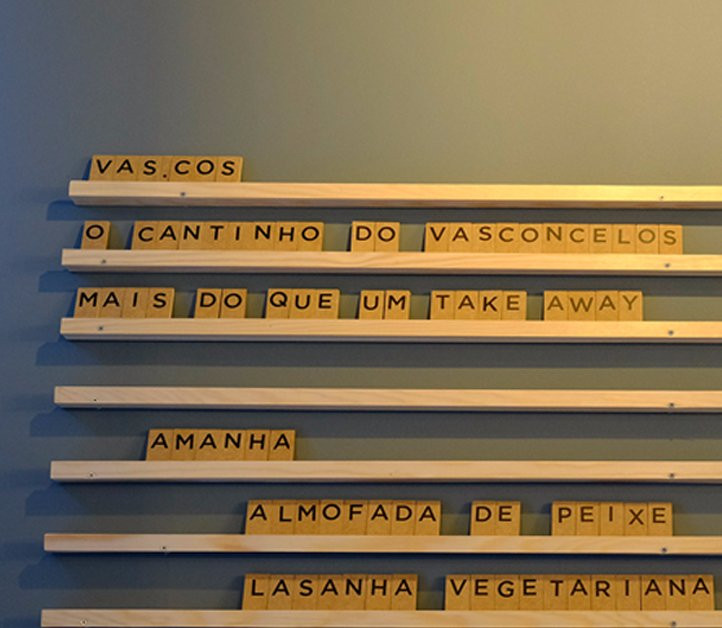 VAS.COS
O CANTINHO DO VASCONCELOS
MAIS DO QUE UM TAKE AWAY
AMANHA
ALMOFADA DE PEIXE
LASANHA VEGETARIANA